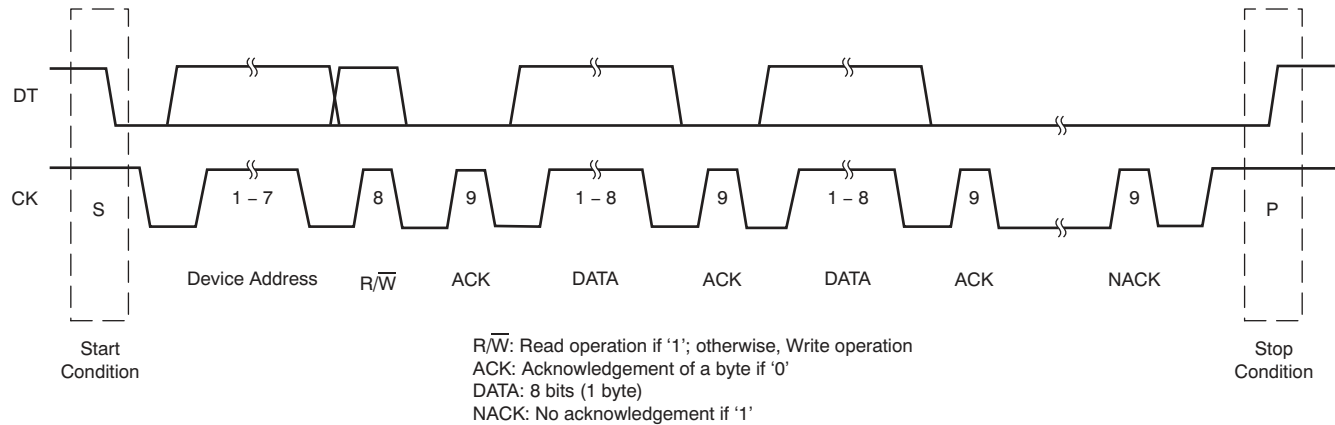 DT
CK
S
1 – 7
8
9
1 – 8
9
1 – 8
9
9
P
Device Address
R/W̅
ACK
DATA
ACK
DATA
ACK
NACK
Start
Condition
Stop
Condition
R/W̅: Read operation if ‘1’; otherwise, Write operation
ACK: Acknowledgement of a byte if ‘0’
DATA: 8 bits (1 byte)
NACK: No acknowledgement if ‘1’